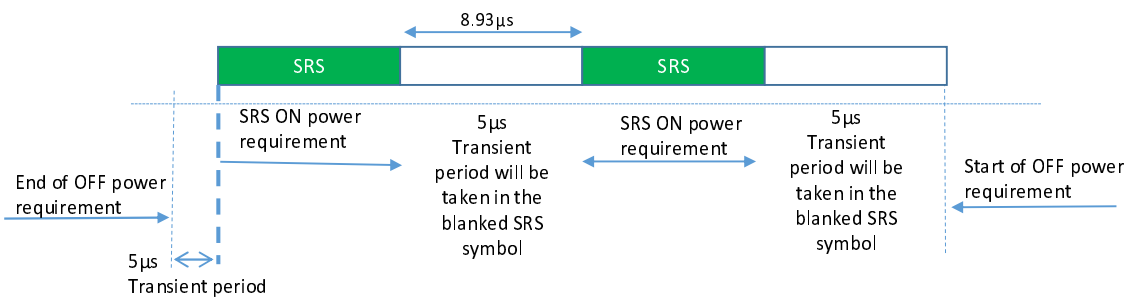 8.93µs
SRS
SRS
SRS ON power
requirement
5µs
Transient
period will be
taken in the
blanked SRS
symbol
SRS ON power
requirement
5µs
Transient
period will be
taken in the
blanked SRS
symbol
End of OFF power
requirement
Start of OFF power
requirement
5µs
Transient period